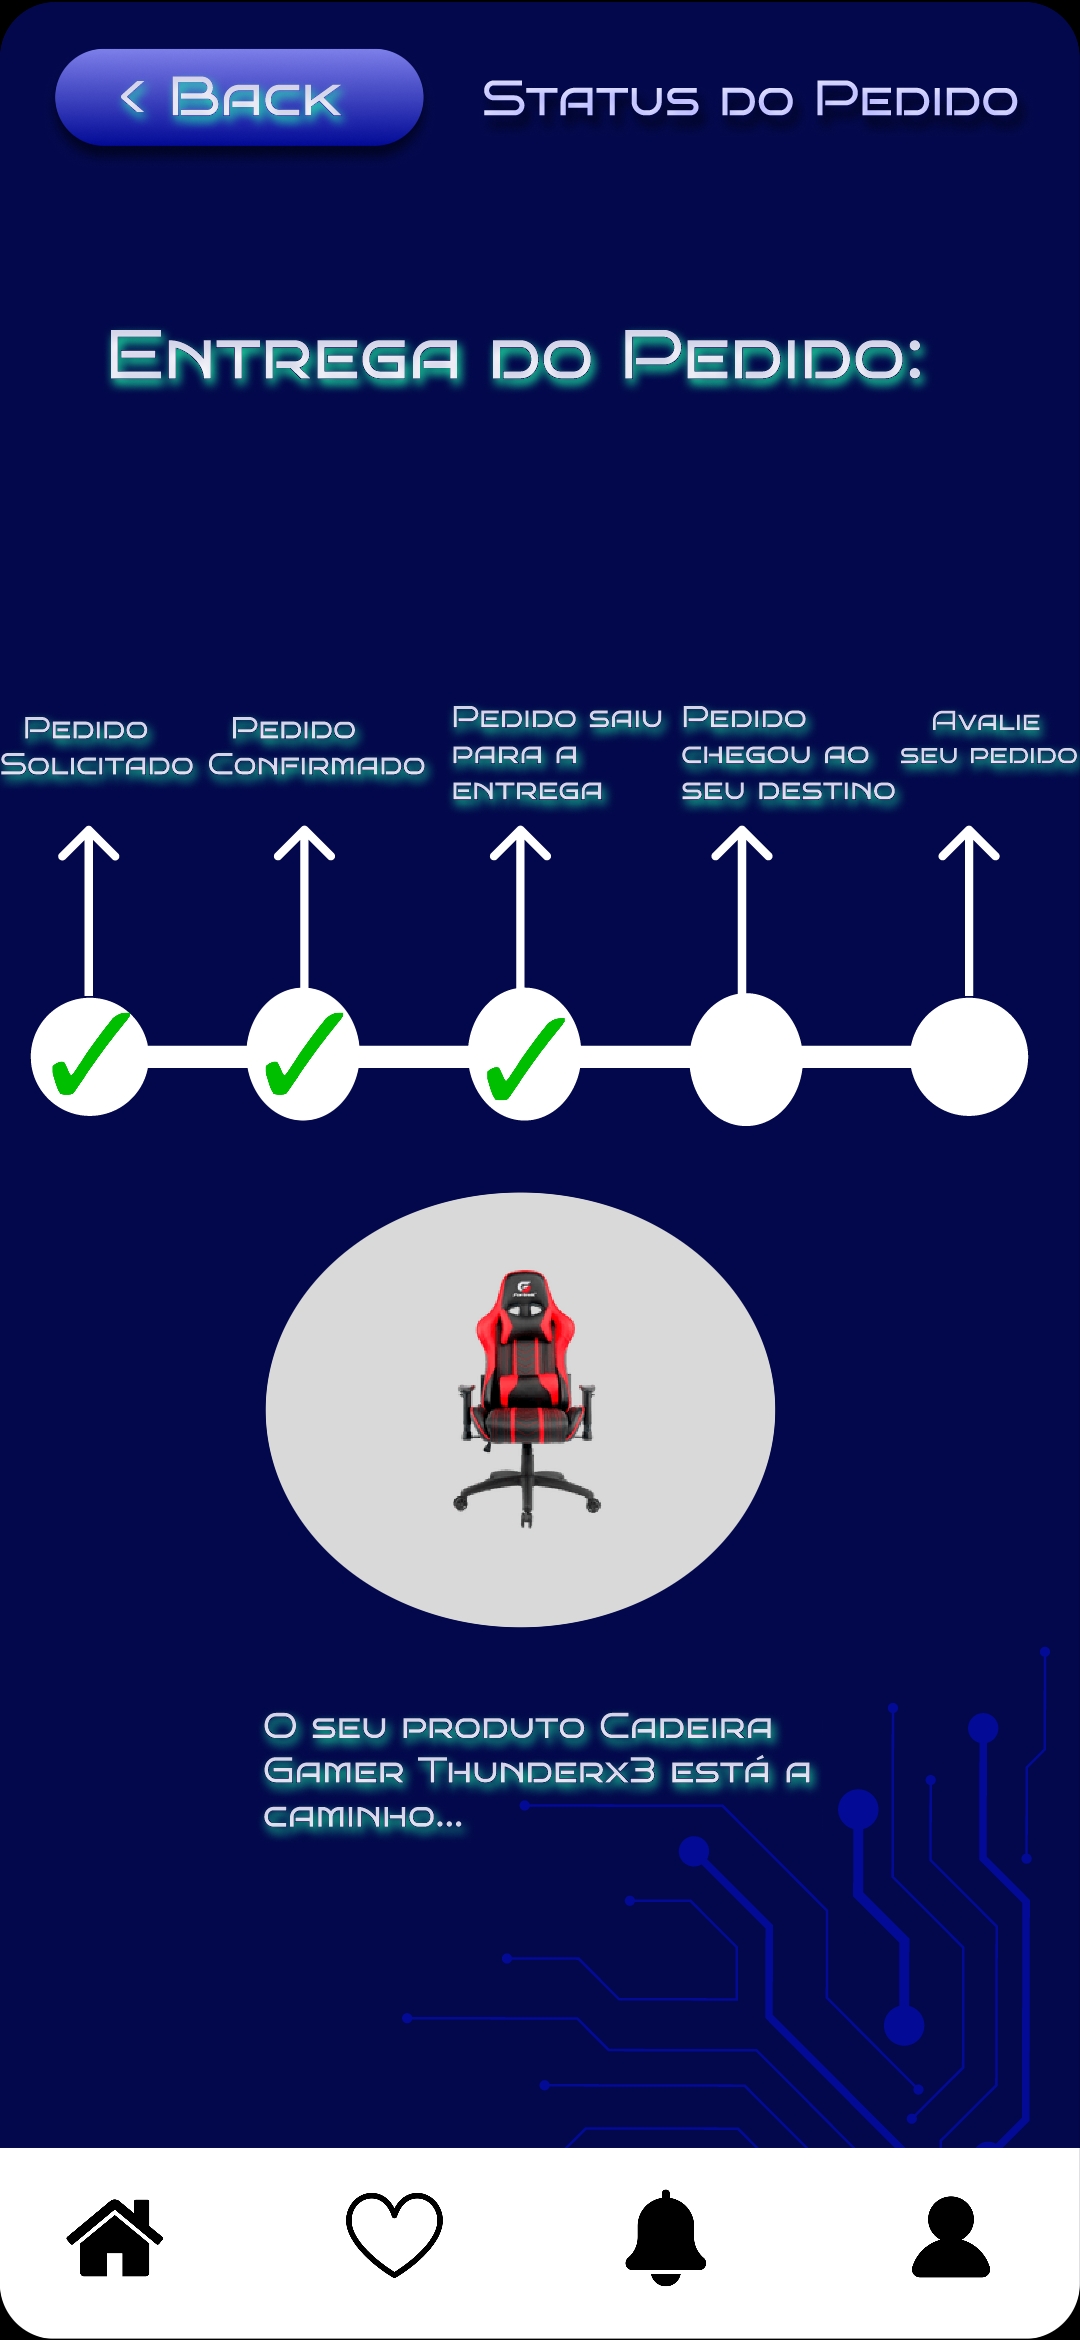 < Back
Status do Pedido
Entrega do Pedido:
Pedido
Solicitado
Pedido
Confirmado
Pedido saiu
para a
entrega
Pedido
chegou ao
seu destino
Avalie
seu pedido
O seu produto Cadeira
Gamer Thunderx3 está a
caminho...